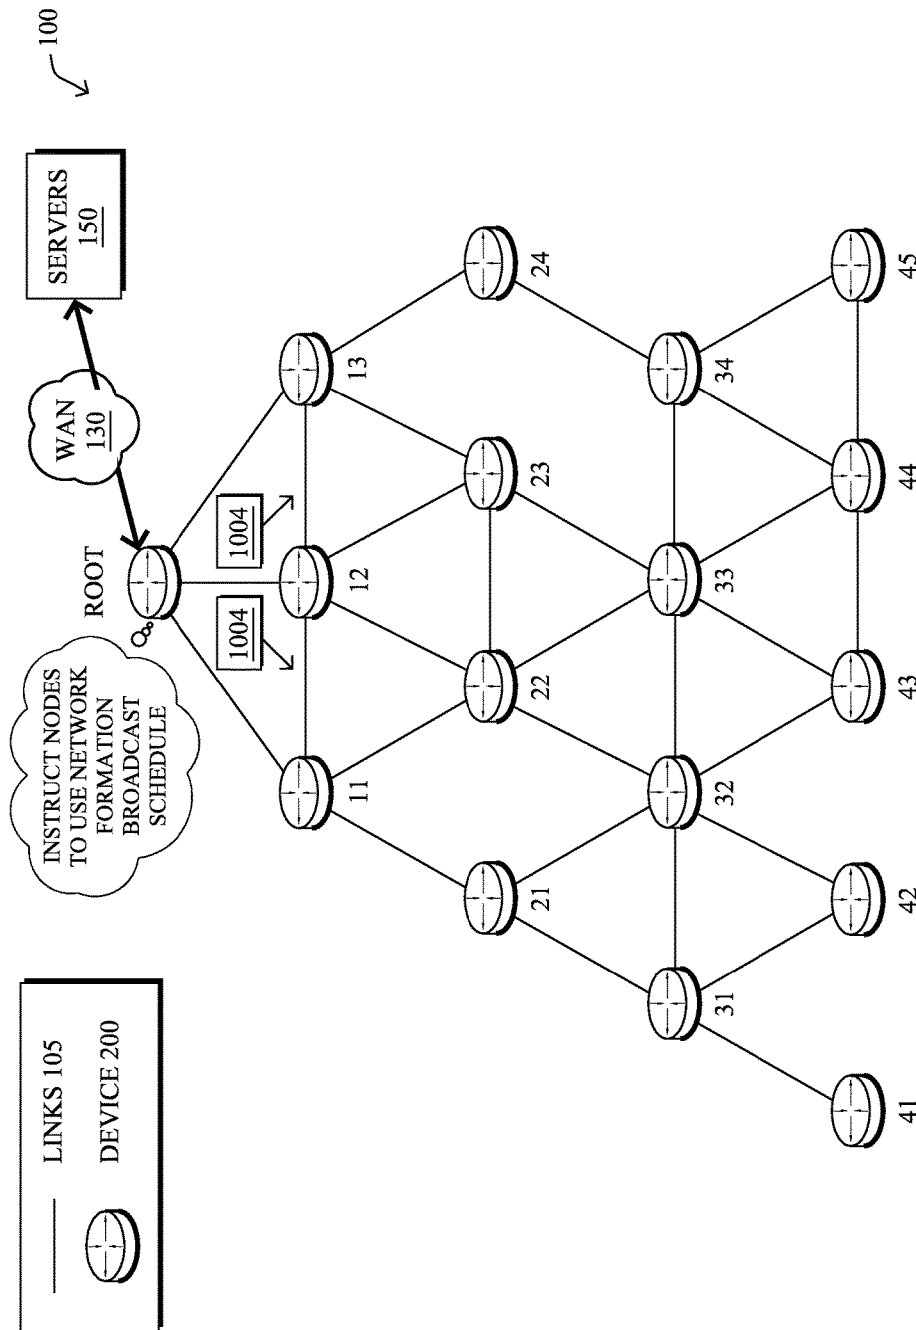 100
LINKS 105
DEVICE 200
INSTRUCT NODES
TO USE NETWORK
FORMATION
BROADCAST
SCHEDULE
ROOT
WAN
130
SERVERS
150
1004
1004
11
12
13
21
22
23
24
31
32
33
34
41
42
43
44
45